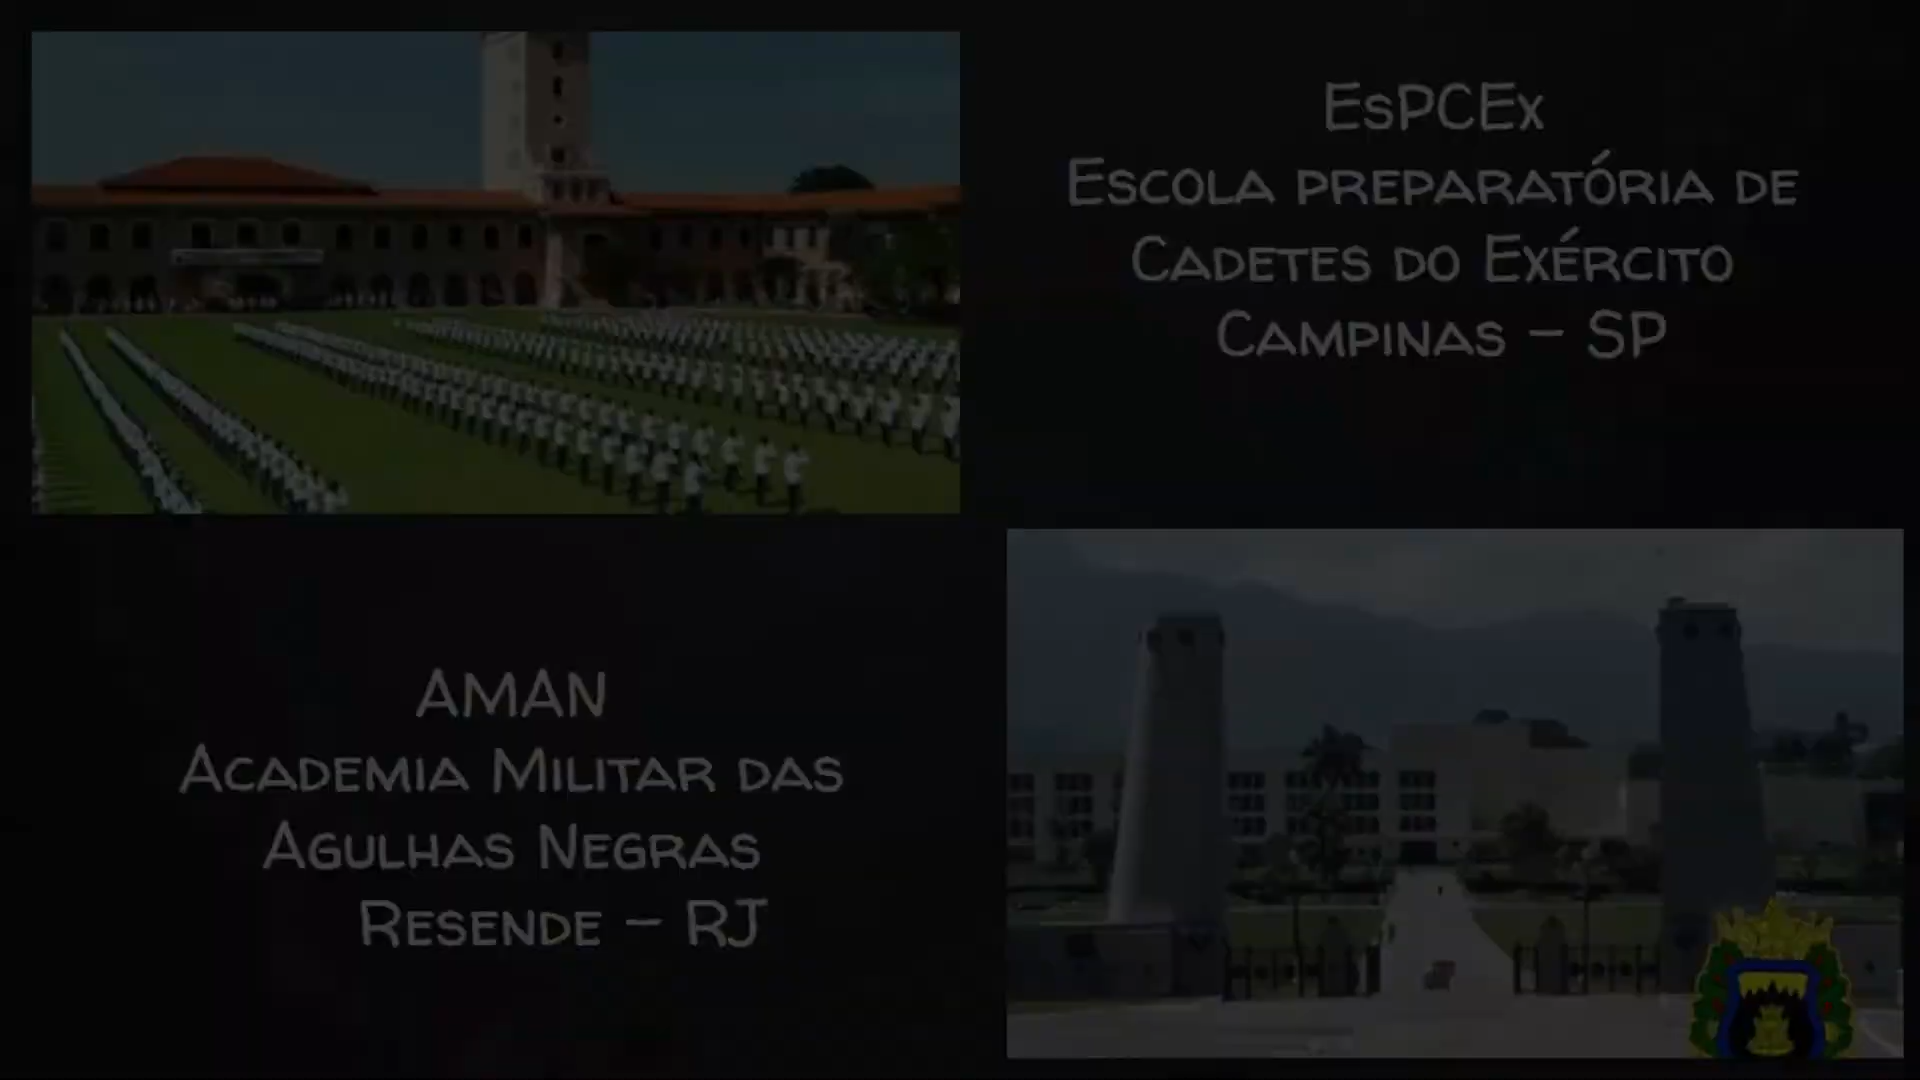 EsPCEx
Escola preparatória de
Cadetes do Exército
Campinas - SP
AMAN
Academia Militar das
Agulhas Negras
Resende - RJ